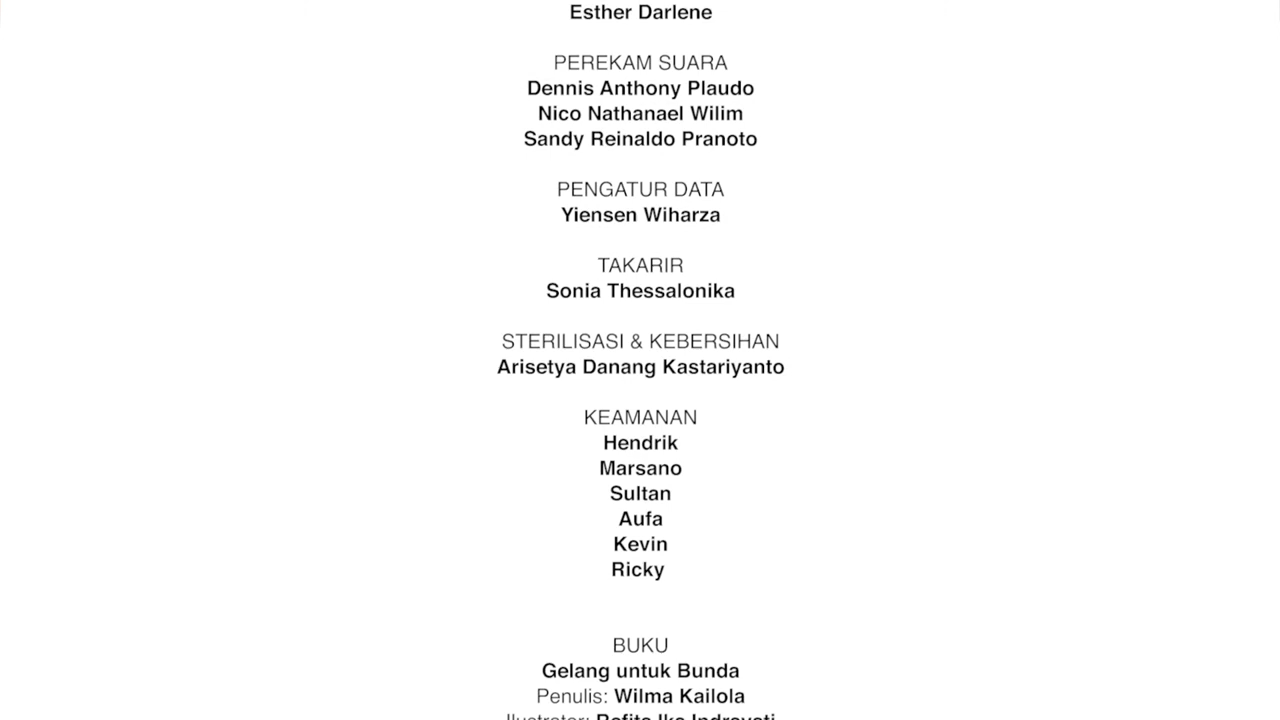 Esther Darlene
PEREKAM SUARA
Dennis Anthony Plaudo
Nico Nathanael Wilim
Sandy Reinaldo Pranoto
PENGATUR DATA
Yiensen Wiharza
TAKARIR
Sonia Thessalonika
STERILISASI & KEBERSIHAN
Arisetya Danang Kastariyanto
KEAMANAN
Hendrik
Marsano
Sultan
Aufa
Kevin
Ricky
BUKU
Gelang untuk Bunda
Penulis: Wilma Kailola
Ilustrator: